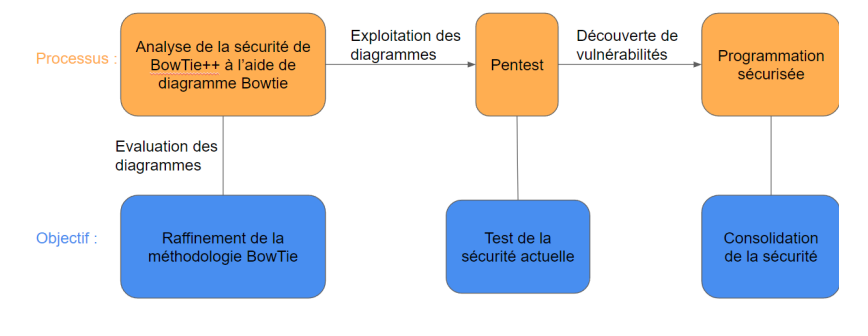 Processus :
Analyse de la sécurité de
BowTie++ à l'aide de
diagramme Bowtie
Exploitation des
diagrammes
Pentest
Découverte de
vulnérabilités
Programmation
sécurisée
Evaluation des
diagrammes
Objectif :
Raffinement de la
méthodologie BowTie
Test de la
sécurité actuelle
Consolidation
de la sécurité